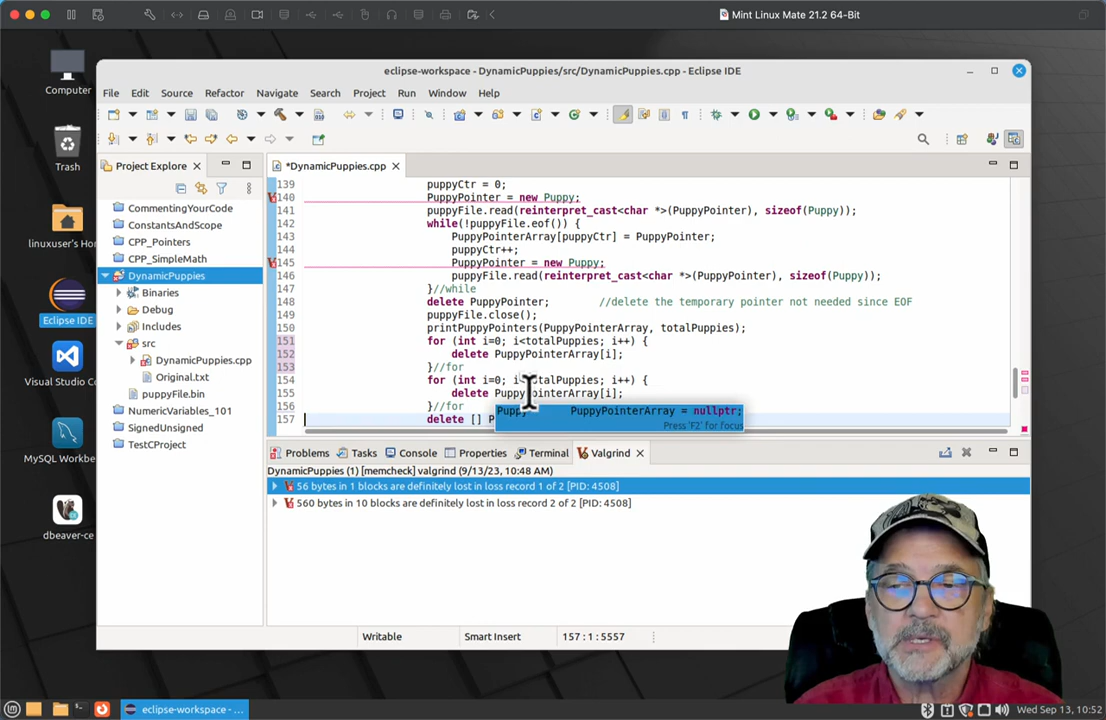 Mint Linux Mate 21.2 64-Bit
Computer
Trash
linuxuser's Hom
Eclipse IDE
Visual Studio Co
MySQL Workbe
dbeaver-ce
eclipse-workspace - DynamicPuppies/src/DynamicPuppies.cpp - Eclipse IDE
File Edit Source Refactor Navigate Search Project Run Window Help
Project Explorer
CommentingYourCode
ConstantsAndScope
CPP_Pointers
CPP_SimpleMath
DynamicPuppies
Binaries
Debug
Includes
src
DynamicPuppies.cpp
Original.txt
puppyFile.bin
NumericVariables_101
SignedUnsigned
TestCProject
*DynamicPuppies.cpp
139 puppyCtr = 0;
140 PuppyPointer = new Puppy;
141 puppyFile.read(reinterpret_cast<char *>(PuppyPointer), sizeof(Puppy));
142 while(!puppyFile.eof()) {
143 PuppyPointerArray[puppyCtr] = PuppyPointer;
144 puppyCtr++;
145 PuppyPointer = new Puppy;
146 puppyFile.read(reinterpret_cast<char *>(PuppyPointer), sizeof(Puppy));
147 }//while
148 delete PuppyPointer; //delete the temporary pointer not needed since EOF
149 puppyFile.close();
150 printPuppyPointers(PuppyPointerArray, totalPuppies);
151 for (int i=0; i<totalPuppies; i++) {
152 delete PuppyPointerArray[i];
153 }//for
154 for (int i=0; i<totalPuppies; i++) {
155 delete PuppyPointerArray[i];
156 }//for
157 delete [] P
Puppy PuppyPointerArray = nullptr;
Press 'F2' for focus
Problems Tasks Console Properties Terminal Valgrind
DynamicPuppies (1) [memcheck] valgrind (9/13/23, 10:48 AM)
56 bytes in 1 blocks are definitely lost in loss record 1 of 2 [PID: 4508]
560 bytes in 10 blocks are definitely lost in loss record 2 of 2 [PID: 4508]
Writable Smart Insert 157 : 1 : 5557
eclipse-workspace - ...
Wed Sep 13, 10:52